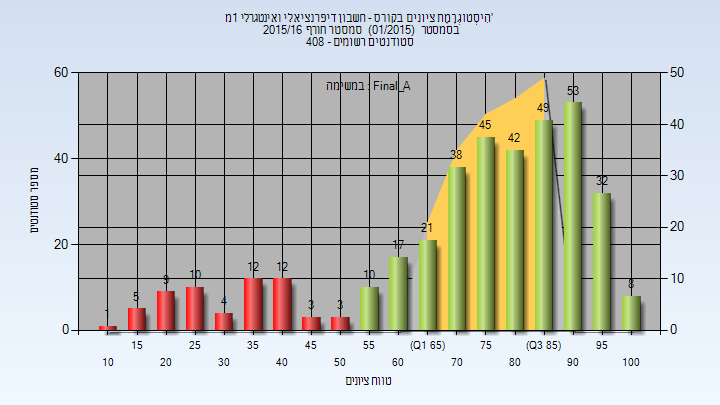 הִיסְטוֹגְרָמַת ציונים בקורס - חשבון דיפרנציאלי ואינטגרלי 1מ'
בסמסטר (01/2015) סמסטר חורף 2015/16
סטודנטים רשומים - 408
במשימה : Final_A
60 50
40 40
30
20 20
10
0 0
מספר סטודנטים
1 5 9 10 4 12 12 3 3 10 17 21 38 45 42 49 53 32 8
15 25 35 45 55 (Q1 65) 75 (Q3 85) 95
10 20 30 40 50 60 70 80 90 100
טווח ציונים